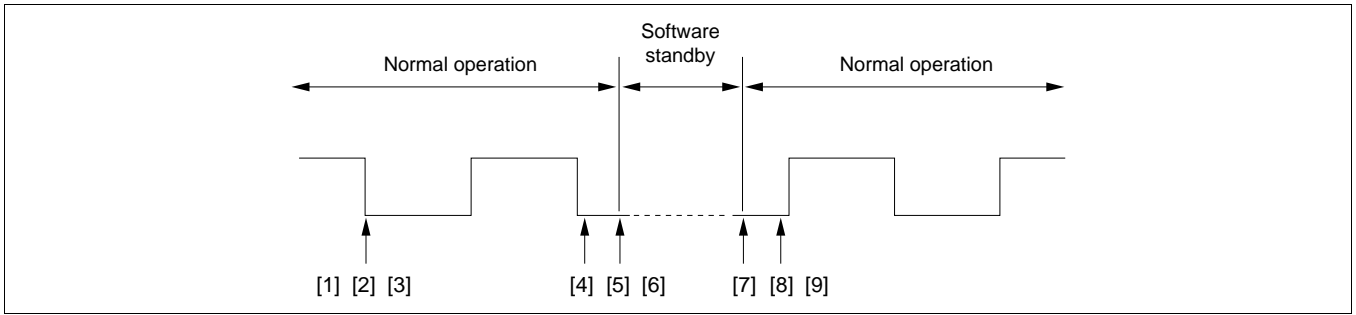 Software
standby
Normal operation
Normal operation
[1] [2] [3]
[4] [5] [6]
[7] [8] [9]